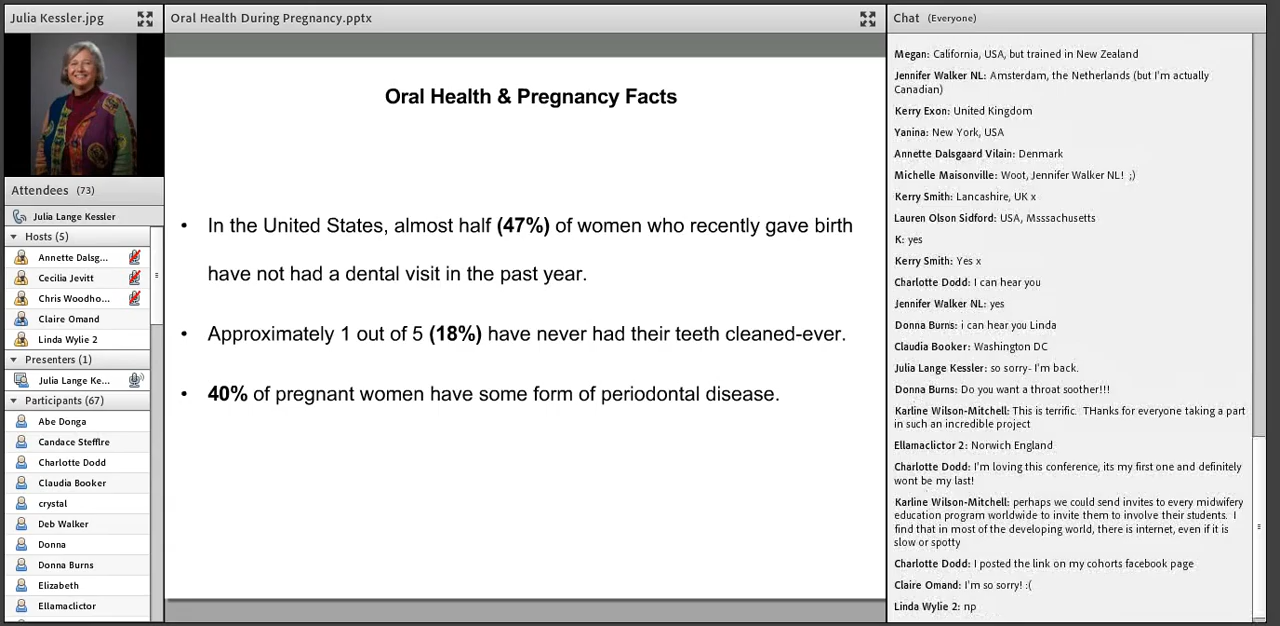 Julia Kessler.jpg
Attendees (73)
Julia Lange Kessler
Hosts (5)
Annette Dalsg...
Cecilia Jevitt
Chris Woodho...
Claire Omand
Linda Wylie 2
Presenters (1)
Julia Lange Ke...
Participants (67)
Abe Donga
Candace Stefflre
Charlotte Dodd
Claudia Booker
crystal
Deb Walker
Donna
Donna Burns
Elizabeth
Ellamaclictor
Oral Health During Pregnancy.pptx
Oral Health & Pregnancy Facts
• In the United States, almost half (47%) of women who recently gave birth
have not had a dental visit in the past year.
• Approximately 1 out of 5 (18%) have never had their teeth cleaned-ever.
• 40% of pregnant women have some form of periodontal disease.
Chat (Everyone)
Megan: California, USA, but trained in New Zealand
Jennifer Walker NL: Amsterdam, the Netherlands (but I'm actually
Canadian)
Kerry Exon: United Kingdom
Yanina: New York, USA
Annette Dalsgaard Vilain: Denmark
Michelle Maisonville: Woot, Jennifer Walker NL! ;)
Kerry Smith: Lancashire, UK x
Lauren Olson Sidford: USA, Msssachusetts
K: yes
Kerry Smith: Yes x
Charlotte Dodd: I can hear you
Jennifer Walker NL: yes
Donna Burns: i can hear you Linda
Claudia Booker: Washington DC
Julia Lange Kessler: so sorry- I'm back.
Donna Burns: Do you want a throat soother!!!
Karline Wilson-Mitchell: This is terrific. THanks for everyone taking a part
in such an incredible project
Ellamaclictor 2: Norwich England
Charlotte Dodd: I'm loving this conference, its my first one and definitely
wont be my last!
Karline Wilson-Mitchell: perhaps we could send invites to every midwifery
education program worldwide to invite them to involve their students. I
find that in most of the developing world, there is internet, even if it is
slow or spotty
Charlotte Dodd: I posted the link on my cohorts facebook page
Claire Omand: I'm so sorry! :(
Linda Wylie 2: np